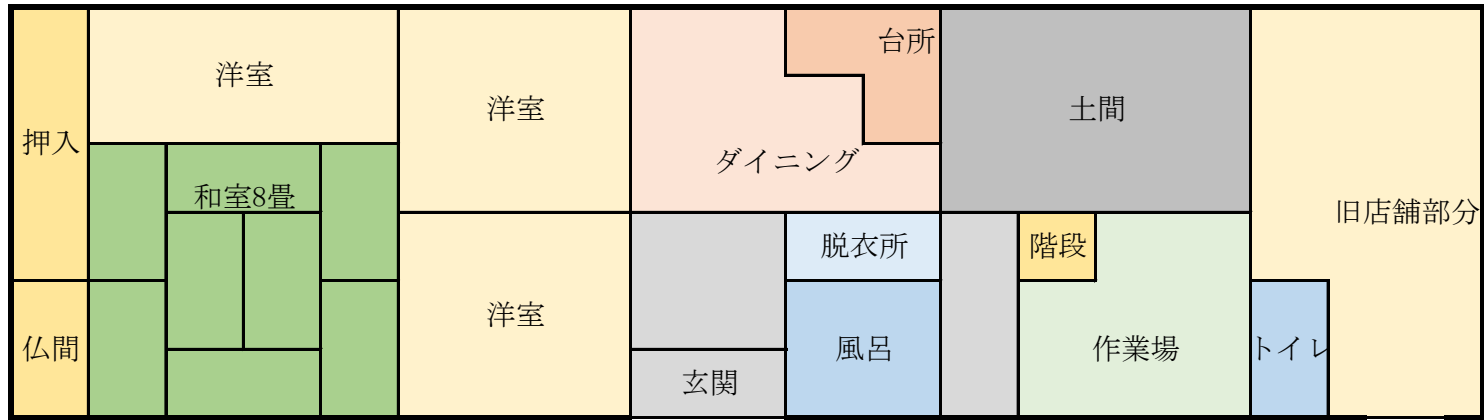 洋室
台所
洋室
土間
押入
ダイニング
和室8畳
旧店舗部分
脱衣所
階段
洋室
仏間
風呂
作業場
トイレ
玄関